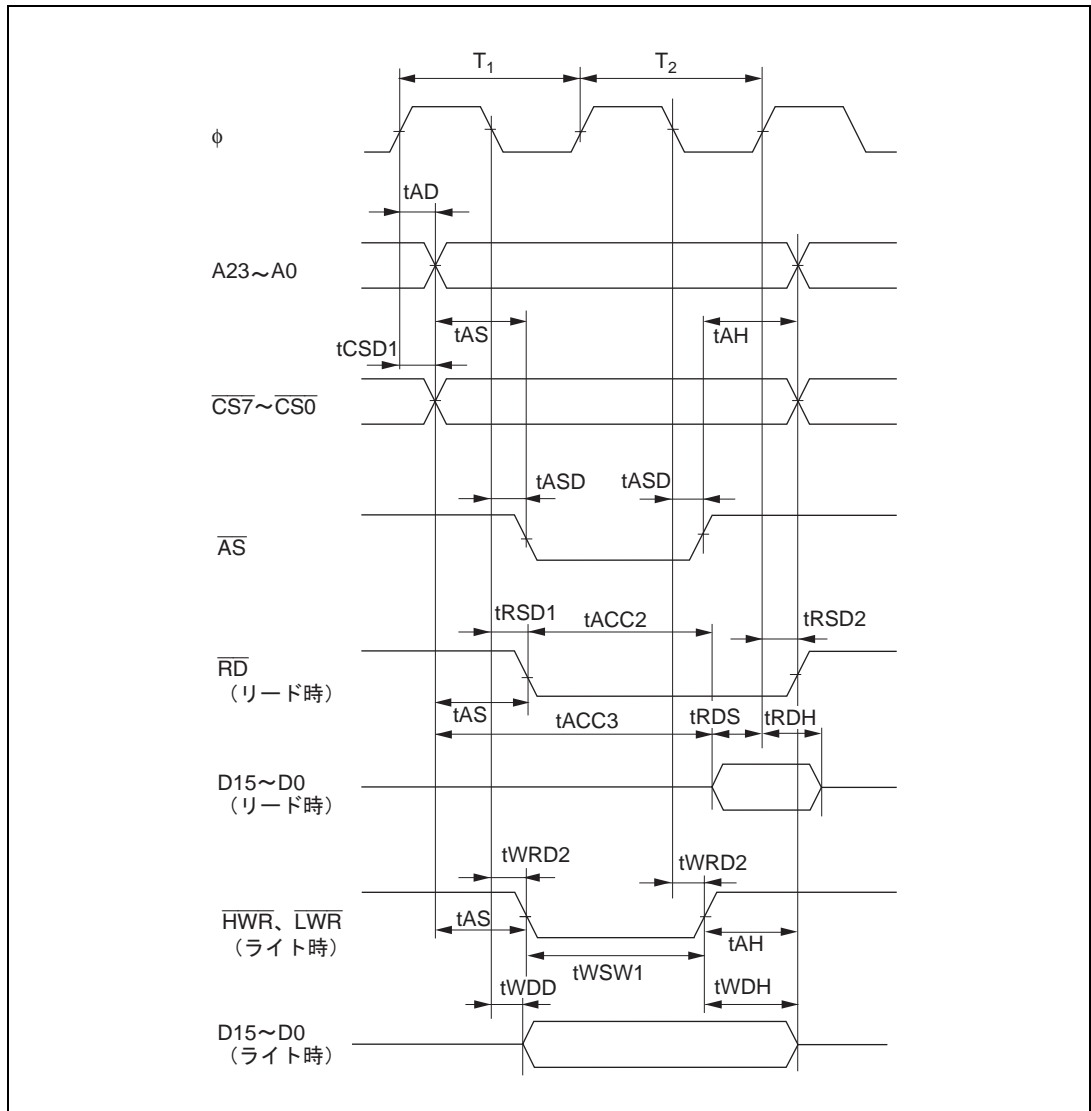 T1 T2
φ
tAD
A23～A0
tAS tAH
tCSD1
CS7～CS0
tASD tASD
AS
tRSD1 tACC2 tRSD2
RD
（リード時）
tAS tACC3 tRDS tRDH
D15～D0
（リード時）
tWRD2 tWRD2
HWR、LWR
（ライト時）
tAS tAH
tWSW1
tWDD tWDH
D15～D0
（ライト時）